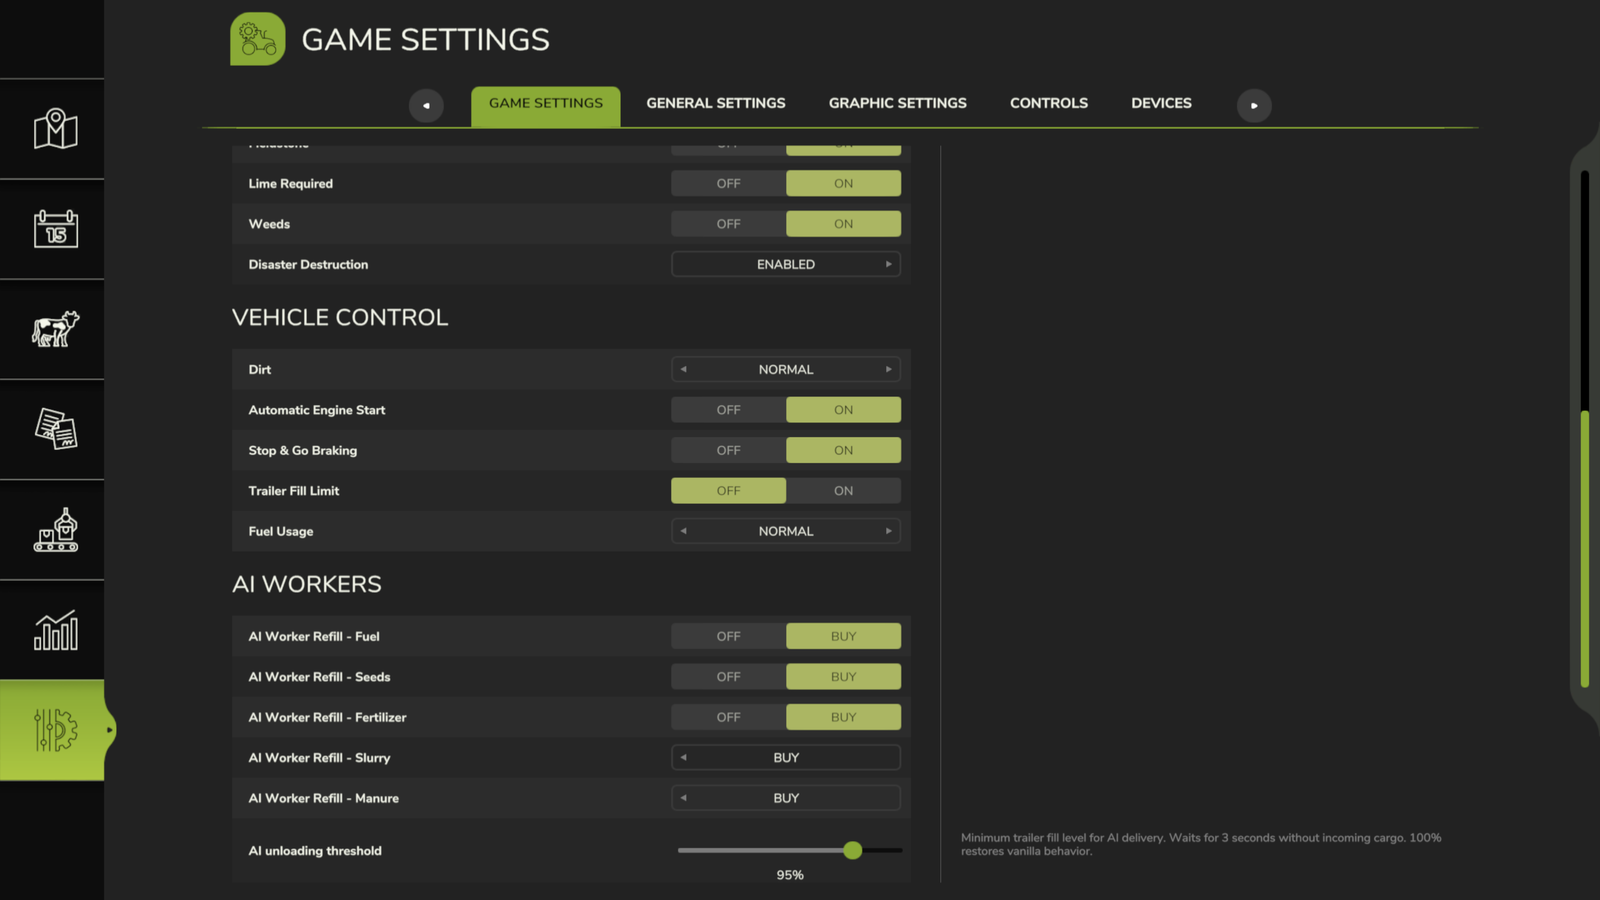 GAME SETTINGS
GAME SETTINGS GENERAL SETTINGS GRAPHIC SETTINGS CONTROLS DEVICES
Lime Required OFF ON
Weeds OFF ON
Disaster Destruction ENABLED
VEHICLE CONTROL
Dirt NORMAL
Automatic Engine Start OFF ON
Stop & Go Braking OFF ON
Trailer Fill Limit OFF ON
Fuel Usage NORMAL
AI WORKERS
AI Worker Refill - Fuel OFF BUY
AI Worker Refill - Seeds OFF BUY
AI Worker Refill - Fertilizer OFF BUY
AI Worker Refill - Slurry BUY
AI Worker Refill - Manure BUY
AI unloading threshold
95%
Minimum trailer fill level for AI delivery. Waits for 3 seconds without incoming cargo. 100%
restores vanilla behavior.
15